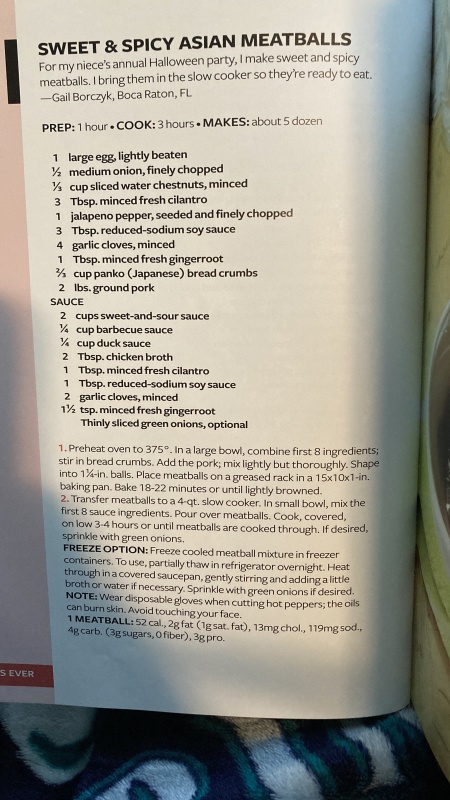 SWEET & SPICY ASIAN MEATBALLS
For my niece's annual Halloween party, I make sweet and spicy
meatballs. I bring them in the slow cooker so they're ready to eat.
—Gail Borczyk, Boca Raton, FL
PREP: 1 hour • COOK: 3 hours • MAKES: about 5 dozen
1 large egg, lightly beaten
½ medium onion, finely chopped
⅓ cup sliced water chestnuts, minced
3 Tbsp. minced fresh cilantro
1 jalapeno pepper, seeded and finely chopped
3 Tbsp. reduced-sodium soy sauce
4 garlic cloves, minced
1 Tbsp. minced fresh gingerroot
⅔ cup panko (Japanese) bread crumbs
2 lbs. ground pork
SAUCE
2 cups sweet-and-sour sauce
¼ cup barbecue sauce
¼ cup duck sauce
2 Tbsp. chicken broth
1 Tbsp. minced fresh cilantro
1 Tbsp. reduced-sodium soy sauce
2 garlic cloves, minced
1½ tsp. minced fresh gingerroot
Thinly sliced green onions, optional
1. Preheat oven to 375°. In a large bowl, combine first 8 ingredients;
stir in bread crumbs. Add the pork; mix lightly but thoroughly. Shape
into 1¼-in. balls. Place meatballs on a greased rack in a 15x10x1-in.
baking pan. Bake 18-22 minutes or until lightly browned.
2. Transfer meatballs to a 4-qt. slow cooker. In small bowl, mix the
first 8 sauce ingredients. Pour over meatballs. Cook, covered,
on low 3-4 hours or until meatballs are cooked through. If desired,
sprinkle with green onions.
FREEZE OPTION: Freeze cooled meatball mixture in freezer
containers. To use, partially thaw in refrigerator overnight. Heat
through in a covered saucepan, gently stirring and adding a little
broth or water if necessary. Sprinkle with green onions if desired.
NOTE: Wear disposable gloves when cutting hot peppers; the oils
can burn skin. Avoid touching your face.
1 MEATBALL: 52 cal., 2g fat (1g sat. fat), 13mg chol., 119mg sod.,
4g carb. (3g sugars, 0 fiber), 3g pro.
S EVER